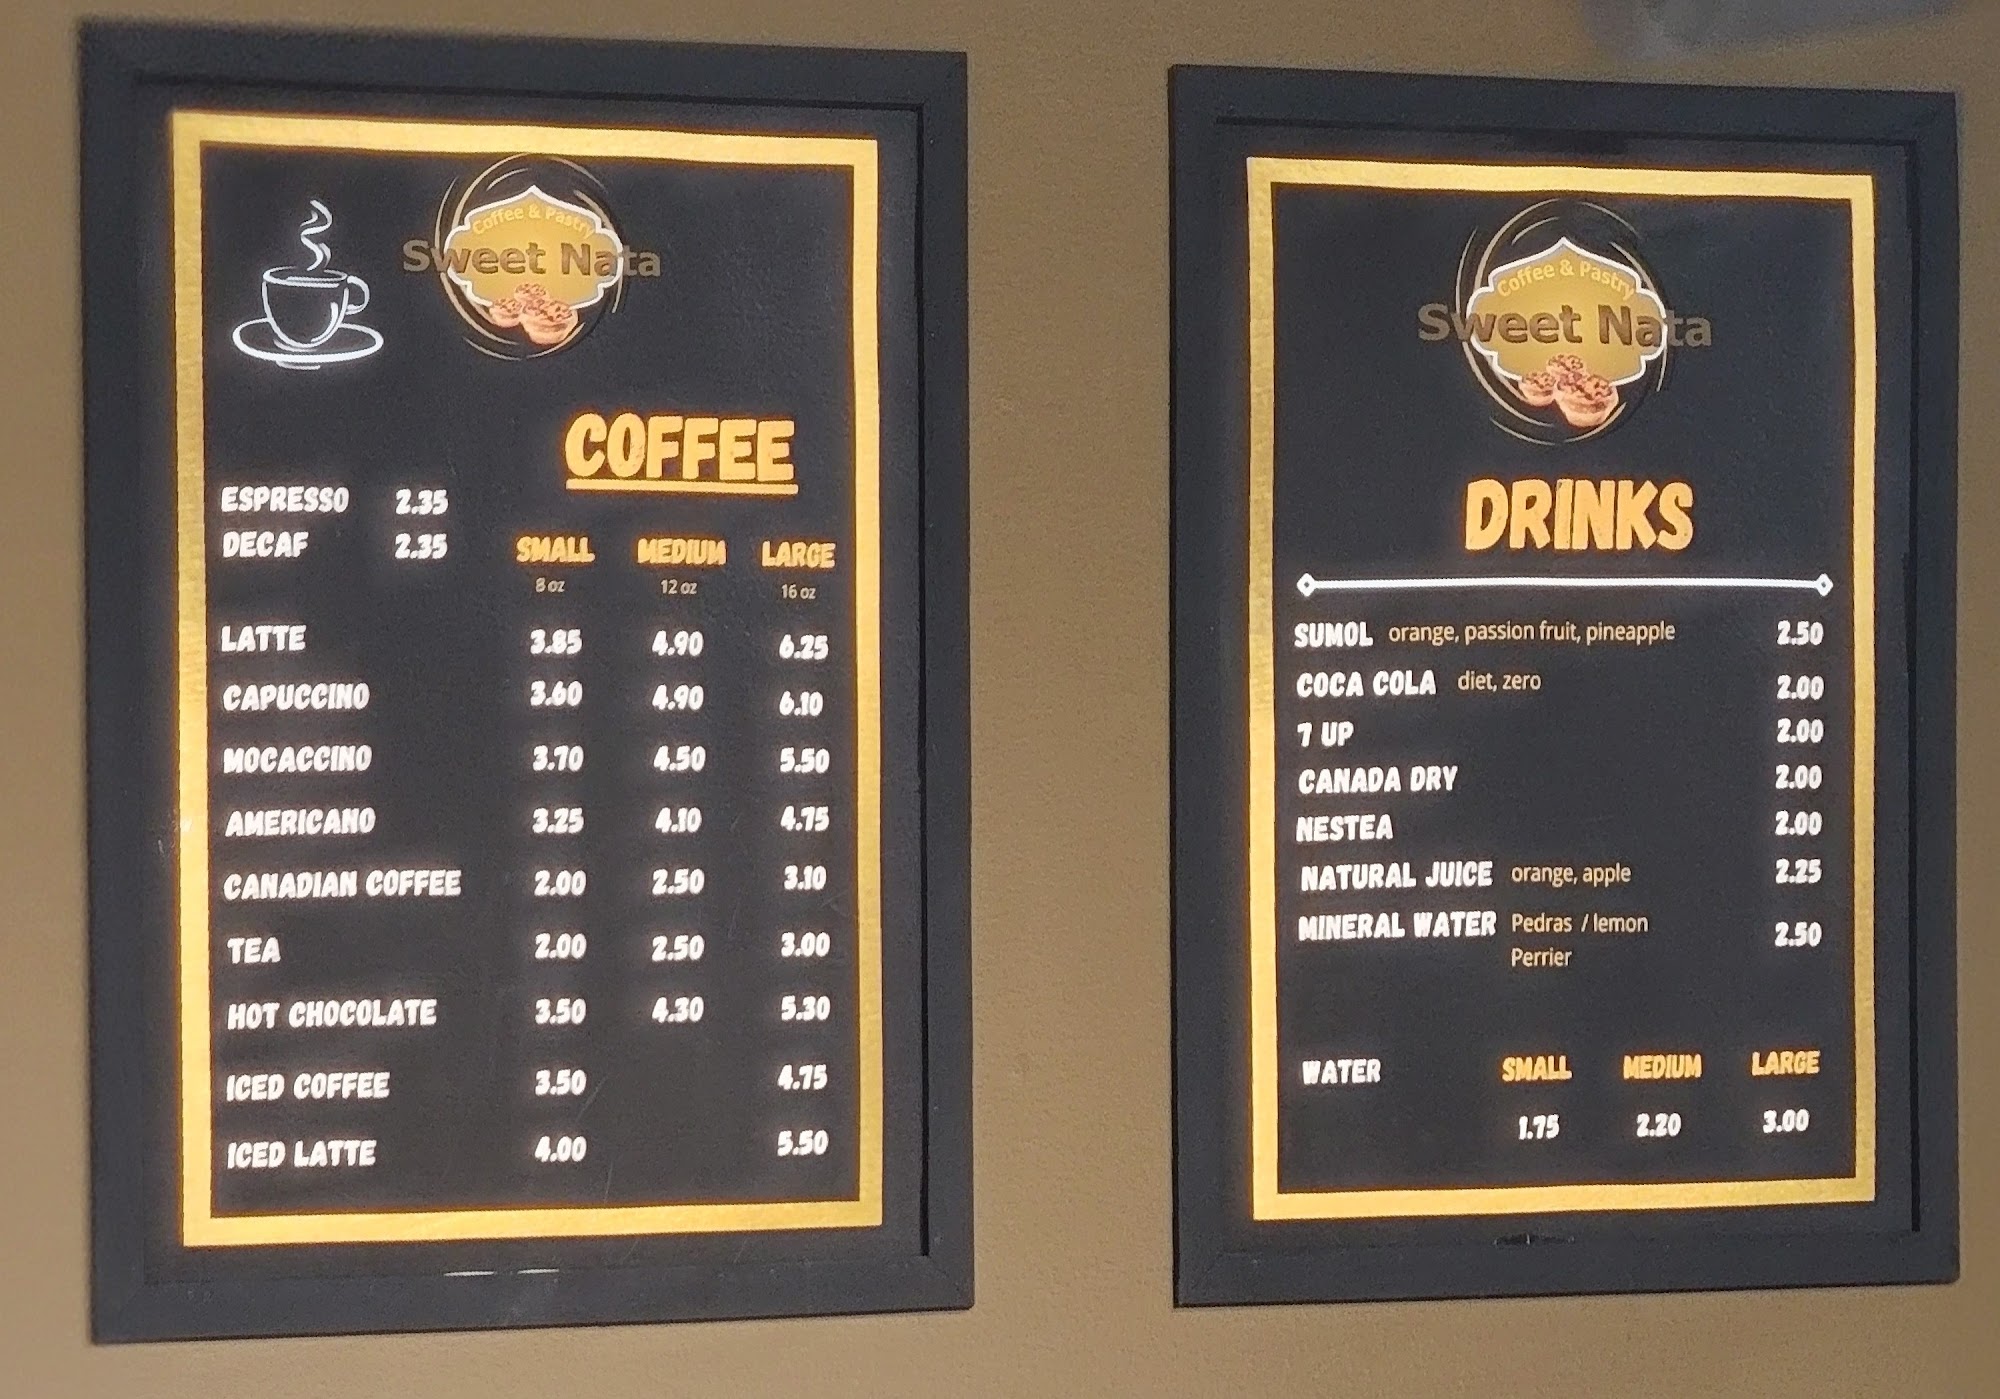 Coffee & Pastry
Sweet Nata
COFFEE
ESPRESSO 2.35
DECAF 2.35
SMALL MEDIUM LARGE
8 oz 12 oz 16 oz
LATTE 3.85 4.90 6.25
CAPUCCINO 3.60 4.90 6.10
MOCACCINO 3.70 4.50 5.50
AMERICANO 3.25 4.10 4.75
CANADIAN COFFEE 2.00 2.50 3.10
TEA 2.00 2.50 3.00
HOT CHOCOLATE 3.50 4.30 5.30
ICED COFFEE 3.50 4.75
ICED LATTE 4.00 5.50
Coffee & Pastry
Sweet Nata
DRINKS
SUMOL orange, passion fruit, pineapple 2.50
COCA COLA diet, zero 2.00
7 UP 2.00
CANADA DRY 2.00
NESTEA 2.00
NATURAL JUICE orange, apple 2.25
MINERAL WATER Pedras / lemon 2.50
Perrier
WATER SMALL MEDIUM LARGE
1.75 2.20 3.00